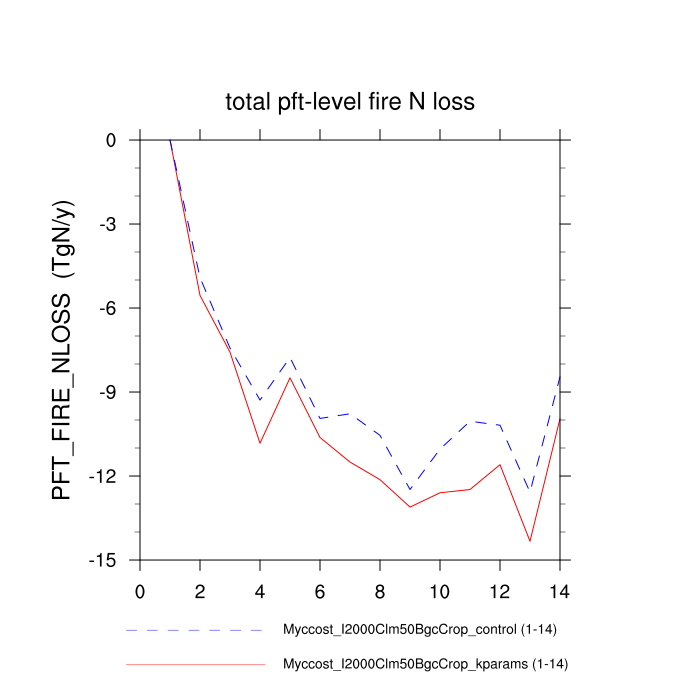 total pft-level fire N loss
PFT_FIRE_NLOSS (TgN/y)
0
-3
-6
-9
-12
-15
0 2 4 6 8 10 12 14
Myccost_I2000Clm50BgcCrop_control (1-14)
Myccost_I2000Clm50BgcCrop_kparams (1-14)